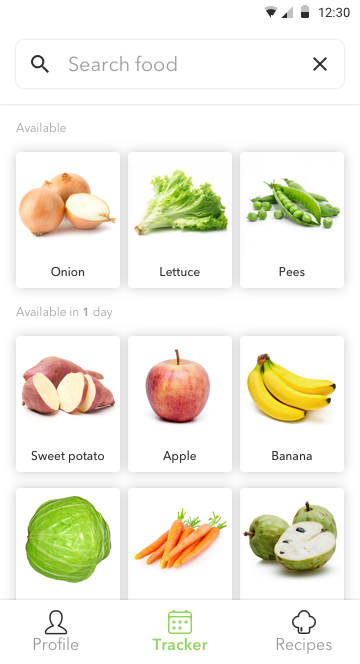 12:30
Search food
Available
Onion
Lettuce
Pees
Available in 1 day
Sweet potato
Apple
Banana
Profile
Tracker
Recipes